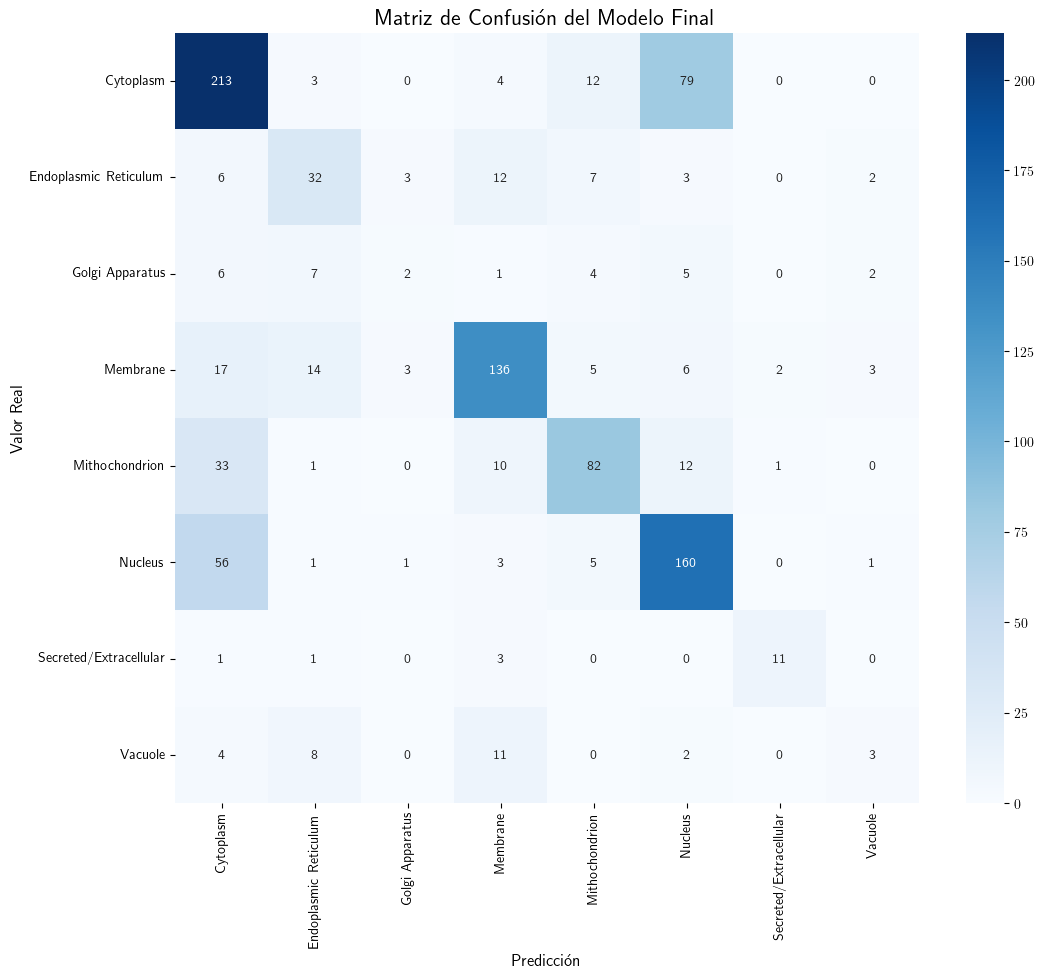 Matriz de Confusión del Modelo Final
Cytoplasm 213 3 0 4 12 79 0 0
Endoplasmic Reticulum 6 32 3 12 7 3 0 2
Golgi Apparatus 6 7 2 1 4 5 0 2
Membrane 17 14 3 136 5 6 2 3
Mithochondrion 33 1 0 10 82 12 1 0
Nucleus 56 1 1 3 5 160 0 1
Secreted/Extracellular 1 1 0 3 0 0 11 0
Vacuole 4 8 0 11 0 2 0 3
Valor Real
Cytoplasm
Endoplasmic Reticulum
Golgi Apparatus
Membrane
Mithochondrion
Nucleus
Secreted/Extracellular
Vacuole
Predicción
200
175
150
125
100
75
50
25
0